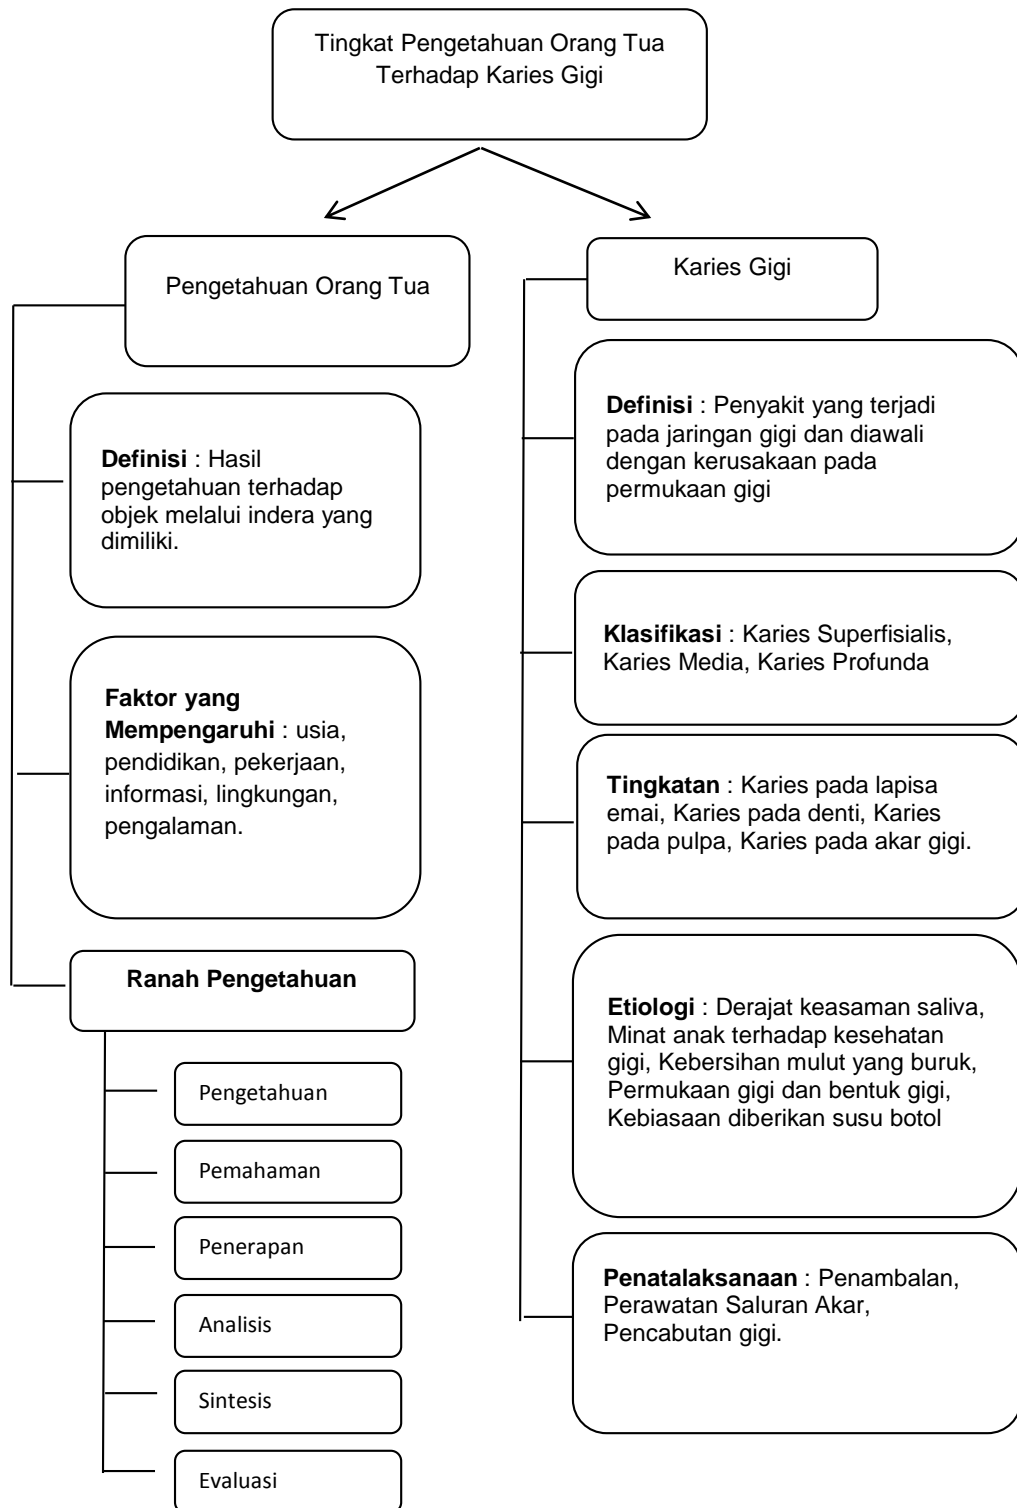 Tingkat Pengetahuan Orang Tua
Terhadap Karies Gigi
Pengetahuan Orang Tua
Definisi : Hasil
pengetahuan terhadap
objek melalui indera yang
dimiliki.
Faktor yang
Mempengaruhi : usia,
pendidikan, pekerjaan,
informasi, lingkungan,
pengalaman.
Ranah Pengetahuan
Pengetahuan
Pemahaman
Penerapan
Analisis
Sintesis
Evaluasi
Karies Gigi
Definisi : Penyakit yang terjadi
pada jaringan gigi dan diawali
dengan kerusakaan pada
permukaan gigi
Klasifikasi : Karies Superfisialis,
Karies Media, Karies Profunda
Tingkatan : Karies pada lapisa
emai, Karies pada denti, Karies
pada pulpa, Karies pada akar gigi.
Etiologi : Derajat keasaman saliva,
Minat anak terhadap kesehatan
gigi, Kebersihan mulut yang buruk,
Permukaan gigi dan bentuk gigi,
Kebiasaan diberikan susu botol
Penatalaksanaan : Penambalan,
Perawatan Saluran Akar,
Pencabutan gigi.